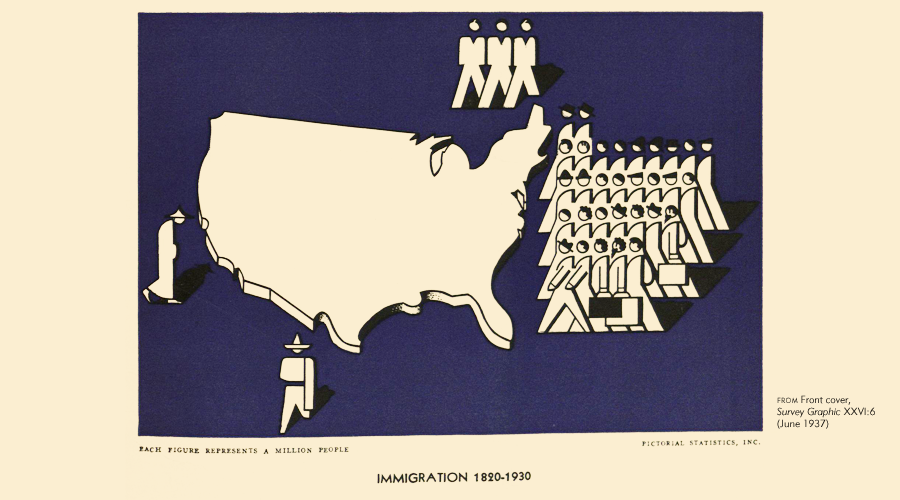 EACH FIGURE REPRESENTS A MILLION PEOPLE
PICTORIAL STATISTICS, INC.
IMMIGRATION 1820-1930
FROM Front cover,
Survey Graphic XXVI:6
(June 1937)